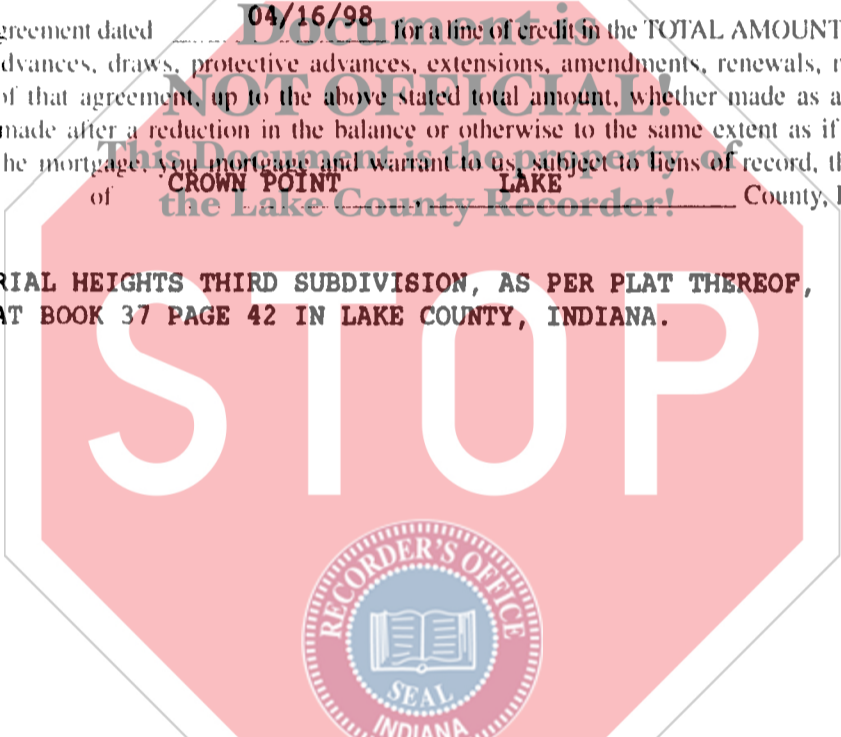 greement dated 04/16/98 for a line of credit in the TOTAL AMOUNT
Document is
dvances, draws, protective advances, extensions, amendments, renewals,
NOT OFFICIAL!
of that agreement, up to the above stated total amount, whether made as a
made after a reduction in the balance or otherwise to the same extent as if
This Document is the property of
he mortgage, you mortgage and warrant to us, subject to liens of record,
of CROWN POINT, LAKE County,
the Lake County Recorder!
RIAL HEIGHTS THIRD SUBDIVISION, AS PER PLAT THEREOF,
AT BOOK 37 PAGE 42 IN LAKE COUNTY, INDIANA.
STOP
RECORDER'S OFFICE
SEAL
INDIANA